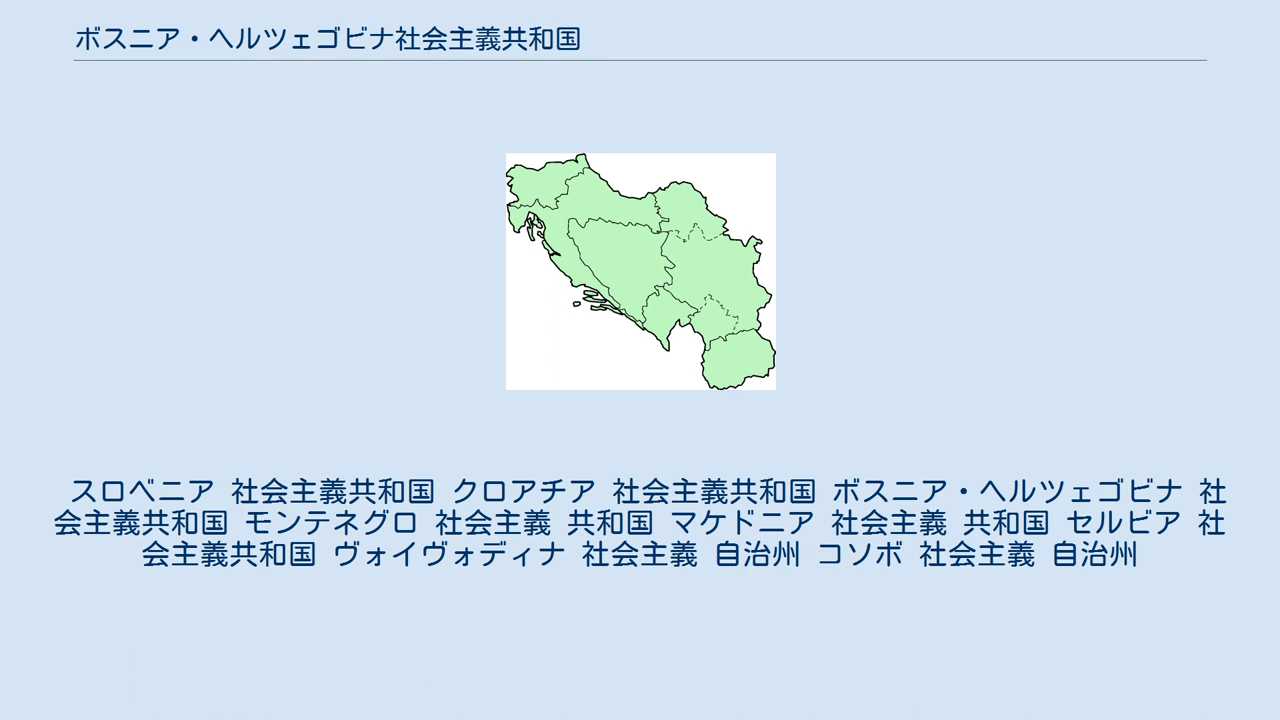 ボスニア・ヘルツェゴビナ社会主義共和国
スロベニア 社会主義共和国 クロアチア 社会主義共和国 ボスニア・ヘルツェゴビナ 社
会主義共和国 モンテネグロ 社会主義 共和国 マケドニア 社会主義 共和国 セルビア 社
会主義共和国 ヴォイヴォディナ 社会主義 自治州 コソボ 社会主義 自治州